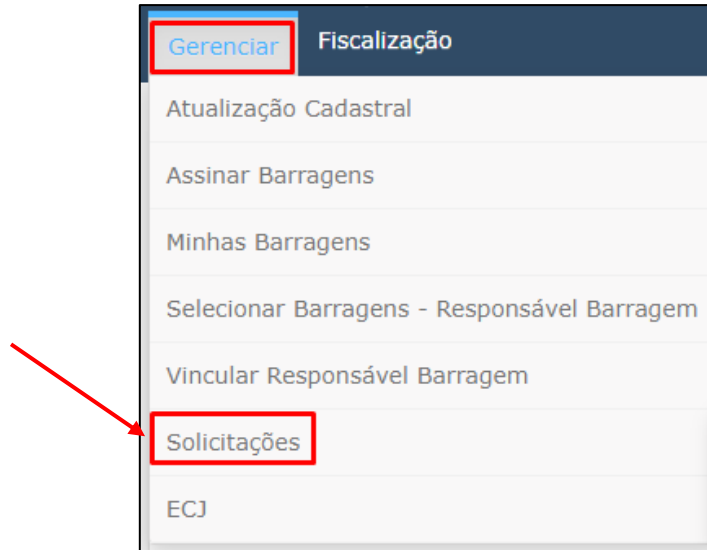 Gerenciar Fiscalização
Atualização Cadastral
Assinar Barragens
Minhas Barragens
Selecionar Barragens - Responsável Barragem
Vincular Responsável Barragem
Solicitações
ECJ